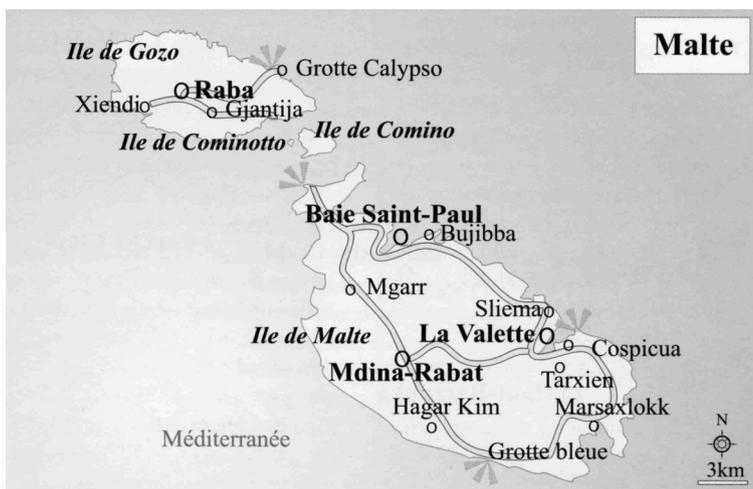 Malte
Ile de Gozo
Grotte Calypso
Raba
Xiendio
Gjantija
Ile de Comino
Ile de Cominotto
Baie Saint-Paul
Bujibba
Mgarr
Sliema
Ile de Malte
La Valette
Cospicua
Mdina-Rabat
Tarxien
Hagar Kim
Marsaxlokk
Méditerranée
Grotte bleue
N
3km